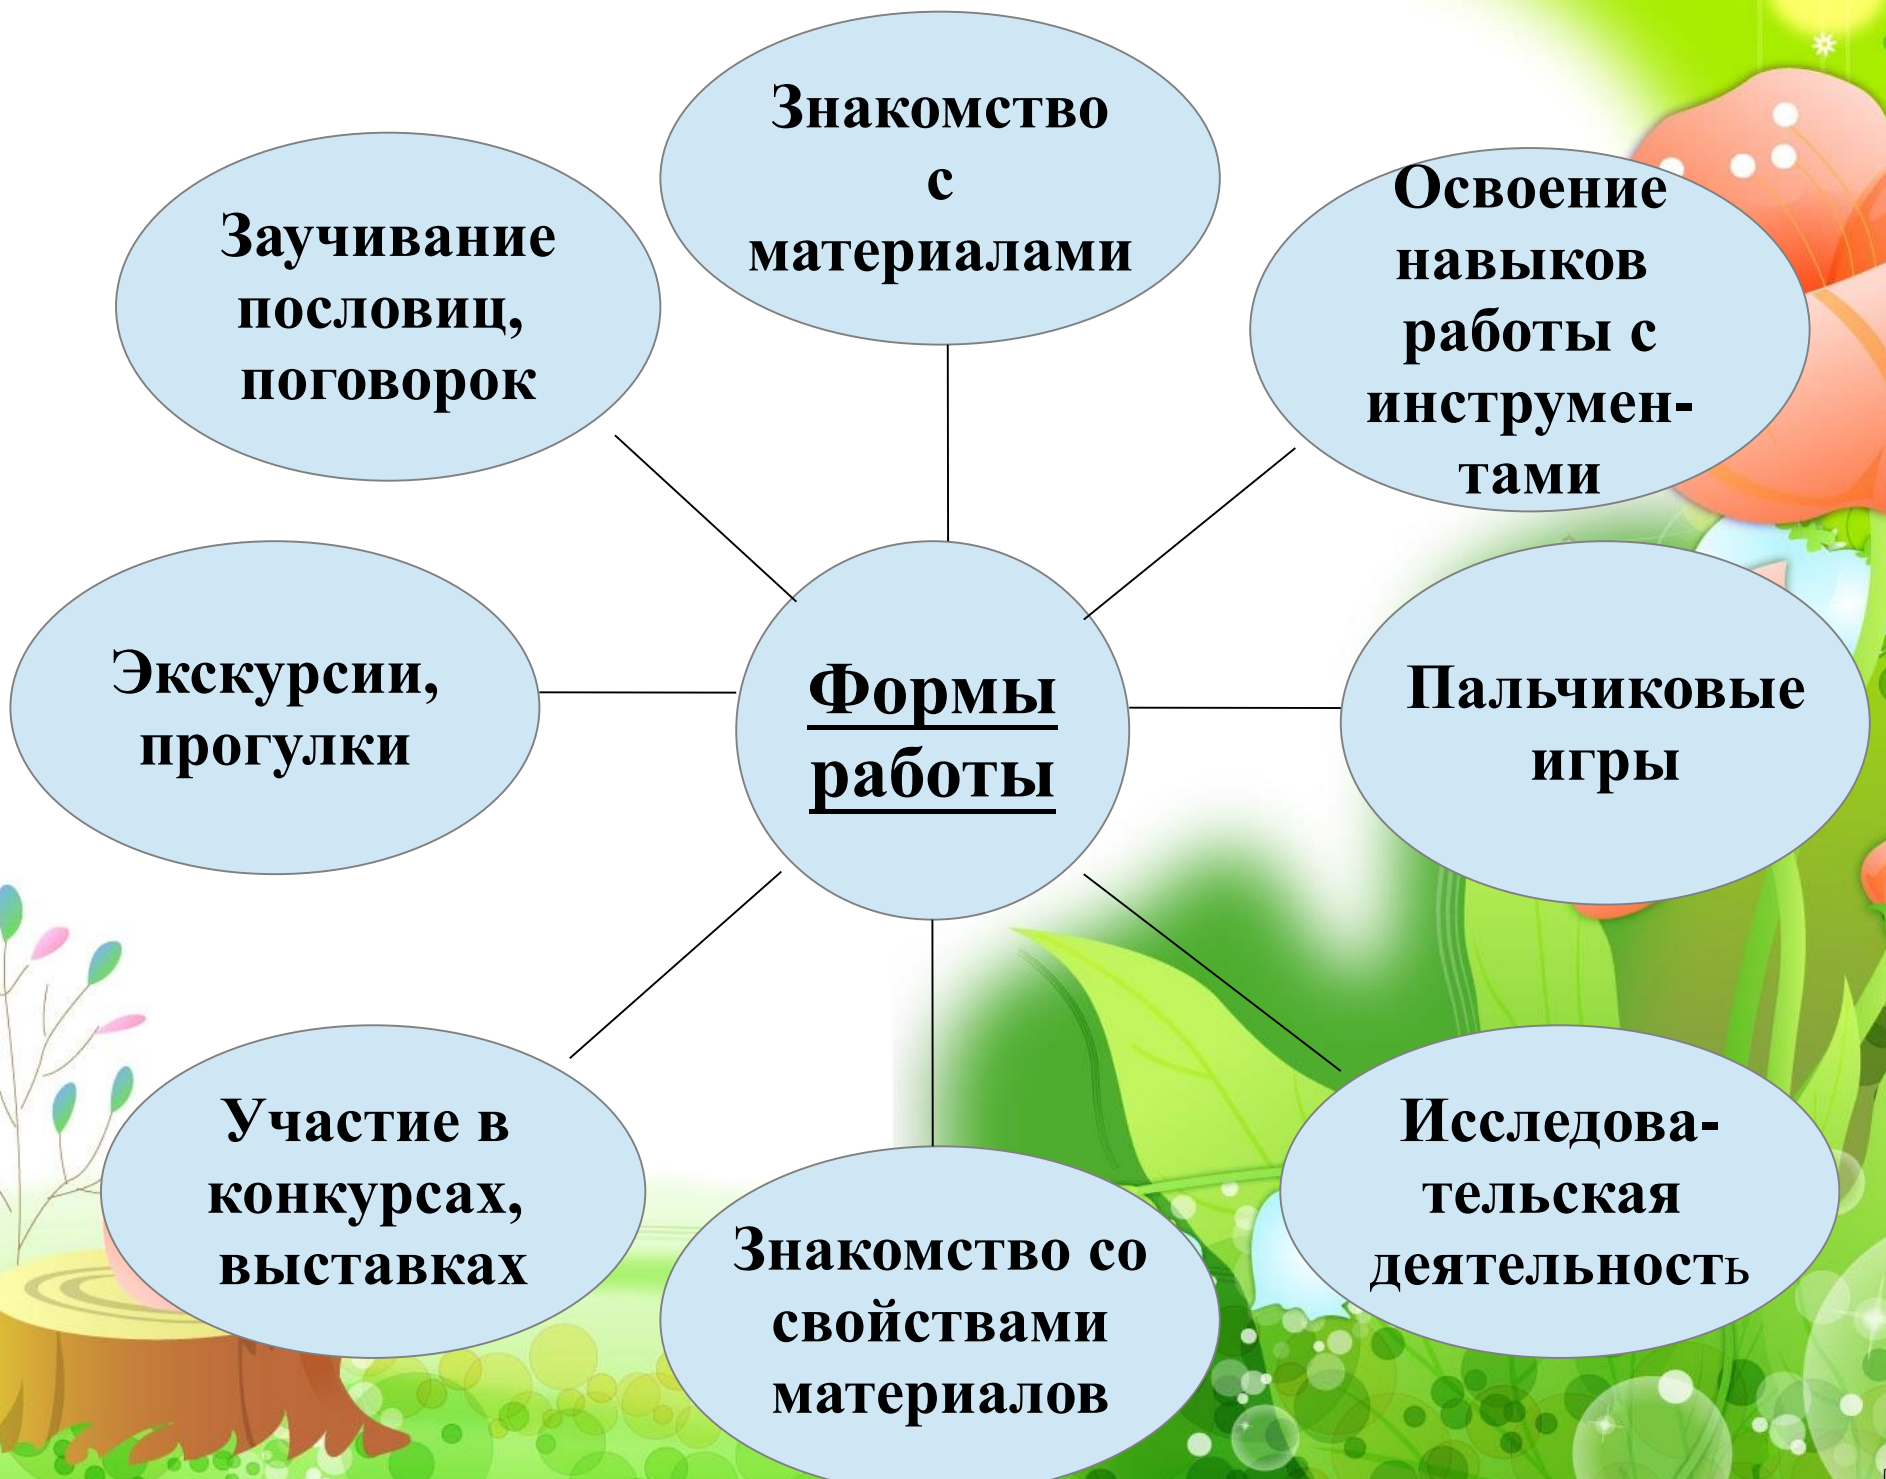 Знакомство
с
материалами
Заучивание
пословиц,
поговорок
Освоение
навыков
работы с
инструмен-
тами
Экскурсии,
прогулки
Формы
работы
Пальчиковые
игры
Участие в
конкурсах,
выставках
Знакомство со
свойствами
материалов
Исследова-
тельская
деятельность